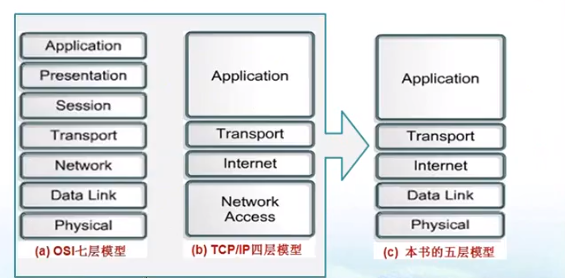 Application
Presentation
Session
Transport
Network
Data Link
Physical
(a) OSI七层模型
Application
Transport
Internet
Network
Access
(b) TCP/IP四层模型
Application
Transport
Internet
Data Link
Physical
(c) 本书的五层模型